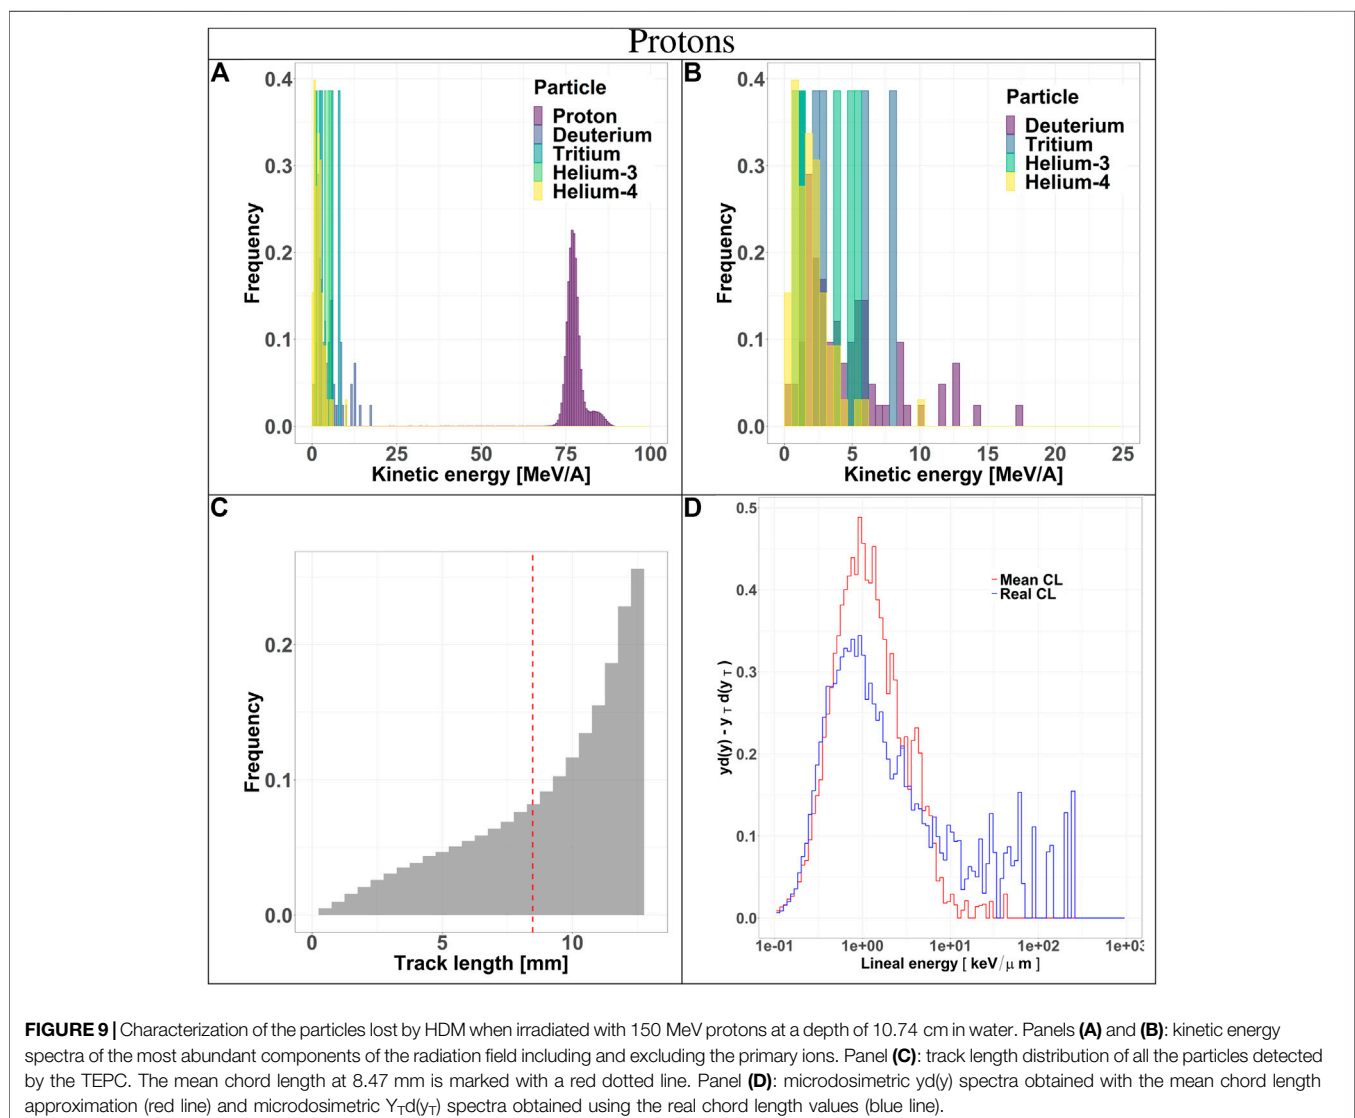 Protons
A
0.4
0.3
0.2
0.1
0.0
Frequency
Particle
Proton
Deuterium
Tritium
Helium-3
Helium-4
0 25 50 75 100
Kinetic energy [MeV/A]
B
0.4
0.3
0.2
0.1
0.0
Frequency
Particle
Deuterium
Tritium
Helium-3
Helium-4
0 5 10 15 20 25
Kinetic energy [MeV/A]
C
0.2
0.1
0.0
Frequency
0 5 10
Track length [mm]
D
0.5
0.4
0.3
0.2
0.1
0.0
yd(y) - y T d(y T )
Mean CL
Real CL
1e-01 1e+00 1e+01 1e+02 1e+03
Lineal energy [ keV/μ m ]
FIGURE 9 | Characterization of the particles lost by HDM when irradiated with 150 MeV protons at a depth of 10.74 cm in water. Panels (A) and (B): kinetic energy
spectra of the most abundant components of the radiation field including and excluding the primary ions. Panel (C): track length distribution of all the particles detected
by the TEPC. The mean chord length at 8.47 mm is marked with a red dotted line. Panel (D): microdosimetric yd(y) spectra obtained with the mean chord length
approximation (red line) and microdosimetric YTd(yT) spectra obtained using the real chord length values (blue line).